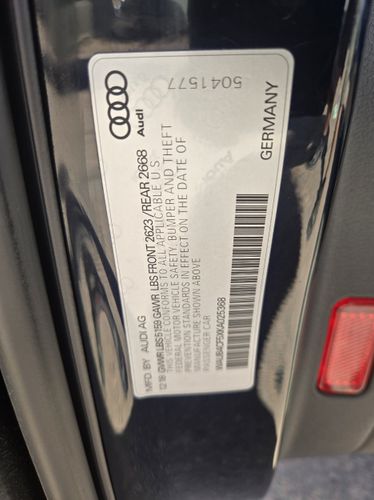 Audi
5041577
MFD. BY AUDI AG
12 18 GVWR LBS 5159 GAWR LBS FRONT 2623 / REAR 2668
THIS VEHICLE CONFORMS TO ALL APPLICABLE U.S.
FEDERAL MOTOR VEHICLE SAFETY, BUMPER AND THEFT
PREVENTION STANDARDS IN EFFECT ON THE DATE OF
MANUFACTURE SHOWN ABOVE
PASSENGER CAR
WAUB4CF5XKA025368
GERMANY